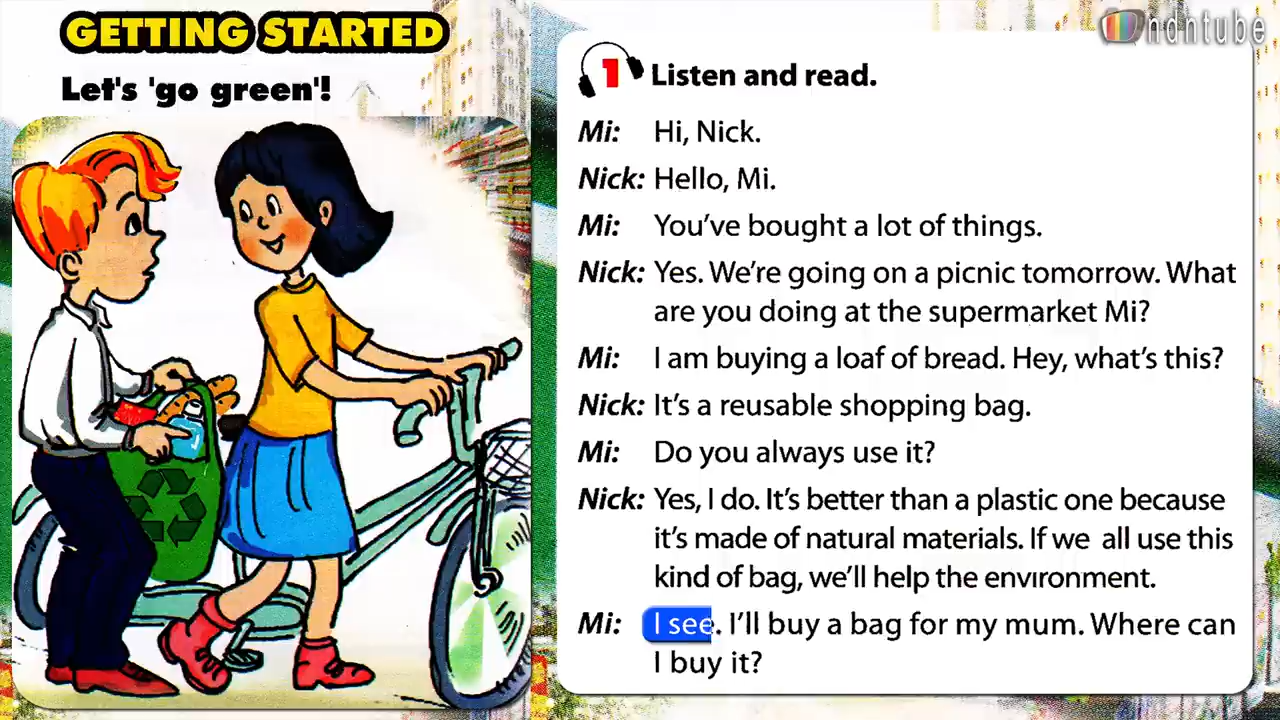 GETTING STARTED
Let's 'go green'!
ndntube
1 Listen and read.
Mi: Hi, Nick.
Nick: Hello, Mi.
Mi: You've bought a lot of things.
Nick: Yes. We're going on a picnic tomorrow. What
are you doing at the supermarket Mi?
Mi: I am buying a loaf of bread. Hey, what's this?
Nick: It's a reusable shopping bag.
Mi: Do you always use it?
Nick: Yes, I do. It's better than a plastic one because
it's made of natural materials. If we all use this
kind of bag, we'll help the environment.
Mi: I see. I'll buy a bag for my mum. Where can
I buy it?